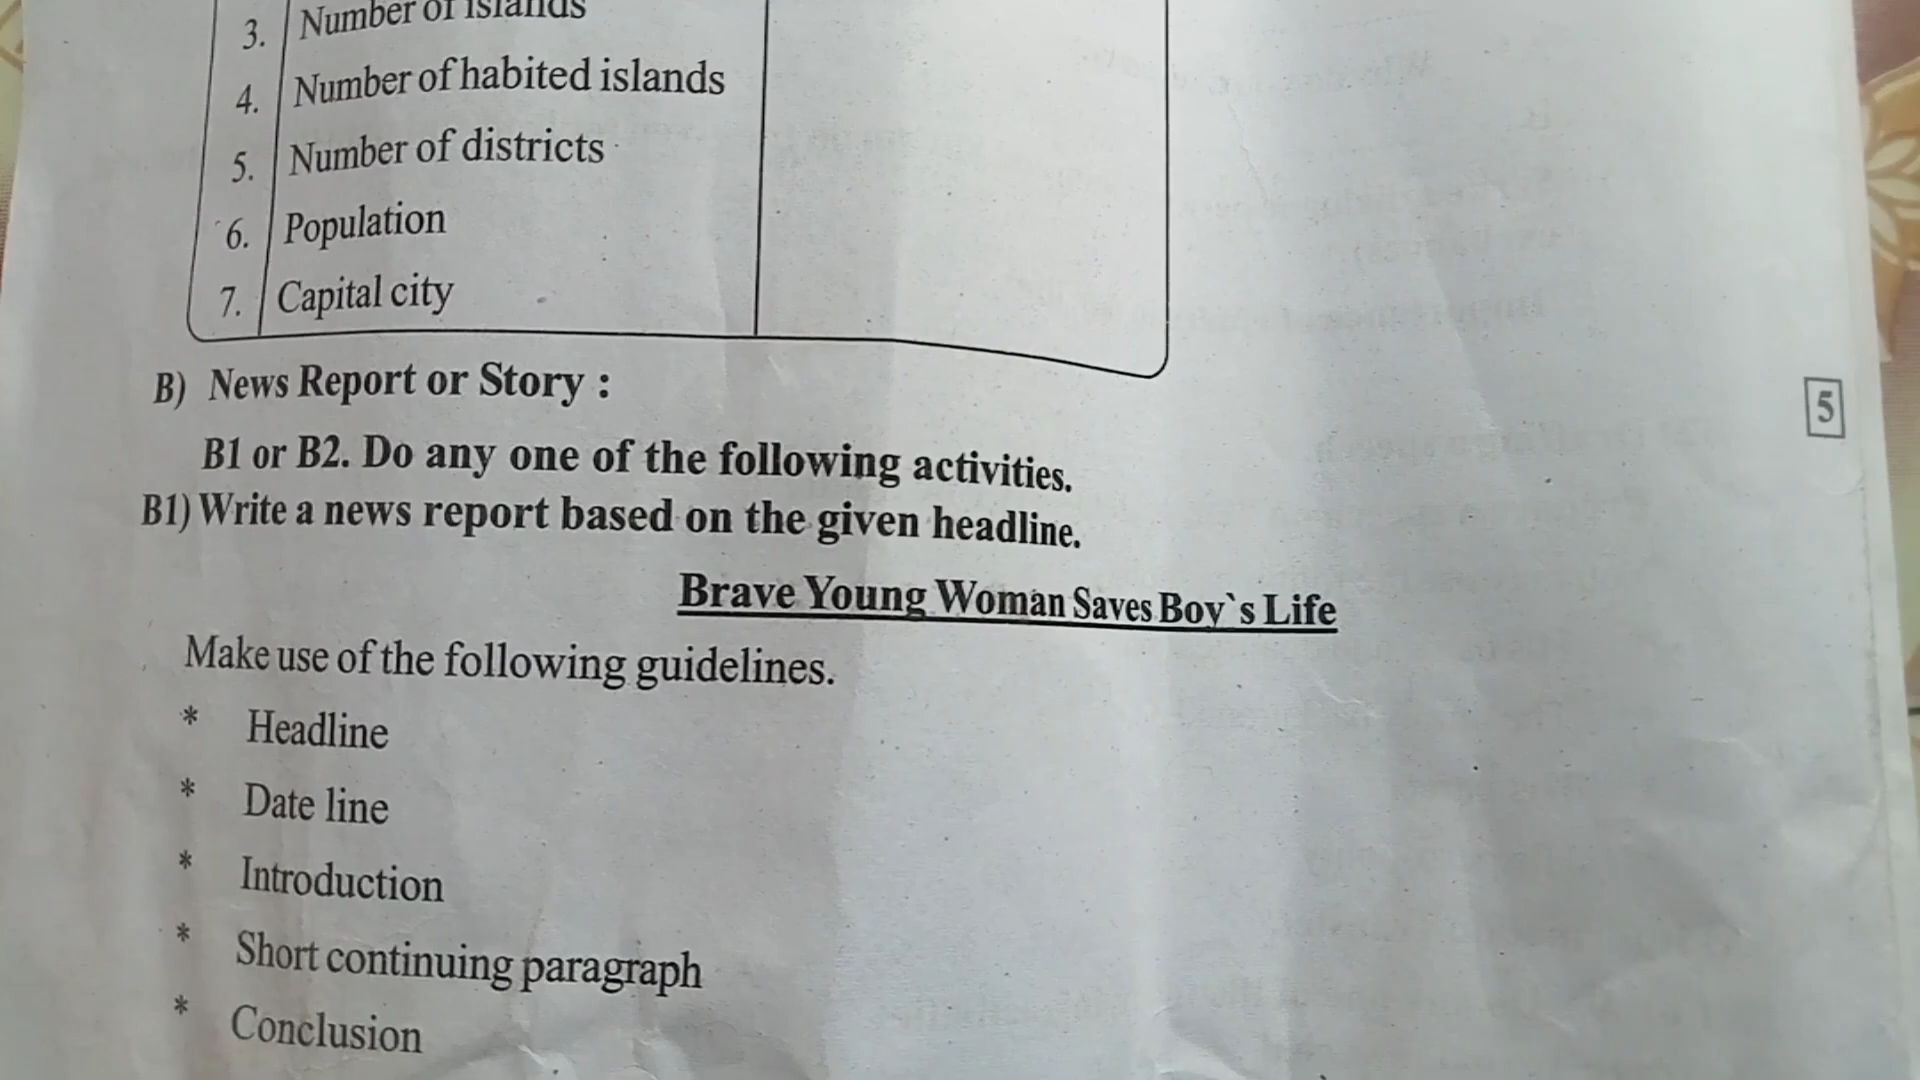 3. Number of islands
4. Number of habited islands
5. Number of districts
6. Population
7. Capital city
B) News Report or Story :
5
B1 or B2. Do any one of the following activities.
B1) Write a news report based on the given headline.
Brave Young Woman Saves Boy`s Life
Make use of the following guidelines.
* Headline
* Date line
* Introduction
* Short continuing paragraph
* Conclusion